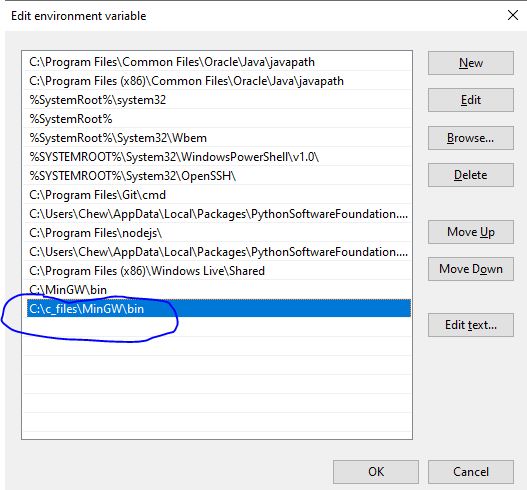 Edit environment variable
C:\Program Files\Common Files\Oracle\Java\javapath
C:\Program Files (x86)\Common Files\Oracle\Java\javapath
%SystemRoot%\system32
%SystemRoot%
%SystemRoot%\System32\Wbem
%SYSTEMROOT%\System32\WindowsPowerShell\v1.0\
%SYSTEMROOT%\System32\OpenSSH\
C:\Program Files\Git\cmd
C:\Users\Chew\AppData\Local\Packages\PythonSoftwareFoundation....
C:\Program Files\nodejs\
C:\Users\Chew\AppData\Local\Packages\PythonSoftwareFoundation....
C:\Program Files (x86)\Windows Live\Shared
C:\MinGW\bin
C:\c_files\MinGW\bin
New
Edit
Browse...
Delete
Move Up
Move Down
Edit text...
OK
Cancel